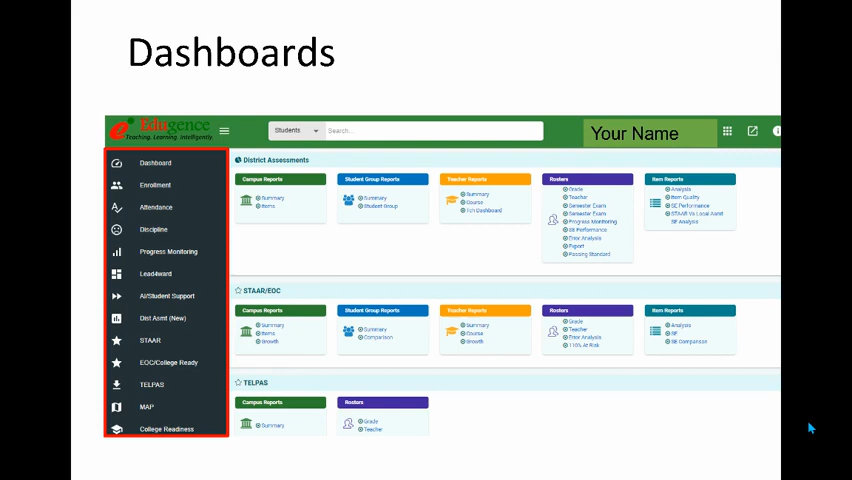 Dashboards
Edugence
Teaching. Learning. Intelligently.
Students
Search...
Your Name
Dashboard
Enrollment
Attendance
Discipline
Progress Monitoring
Lead4ward
AI/Student Support
Dist Asmt (New)
STAAR
EOC/College Ready
TELPAS
MAP
College Readiness
District Assessments
Campus Reports
Summary
Items
Student Group Reports
Summary
Student Group
Teacher Reports
Summary
Course
Tch Dashboard
Rosters
Grade
Teacher
Semester Exam
Semester Exam
Progress Monitoring
SE Performance
Error Analysis
Export
Passing Standard
Item Reports
Analysis
Item Quality
SE Performance
STAAR Vs Local Asmt
SE Analysis
STAAR/EOC
Campus Reports
Summary
Items
Growth
Student Group Reports
Summary
Comparison
Teacher Reports
Summary
Course
Growth
Rosters
Grade
Teacher
Error Analysis
110% At Risk
Item Reports
Analysis
SE
SE Comparison
TELPAS
Campus Reports
Summary
Rosters
Grade
Teacher